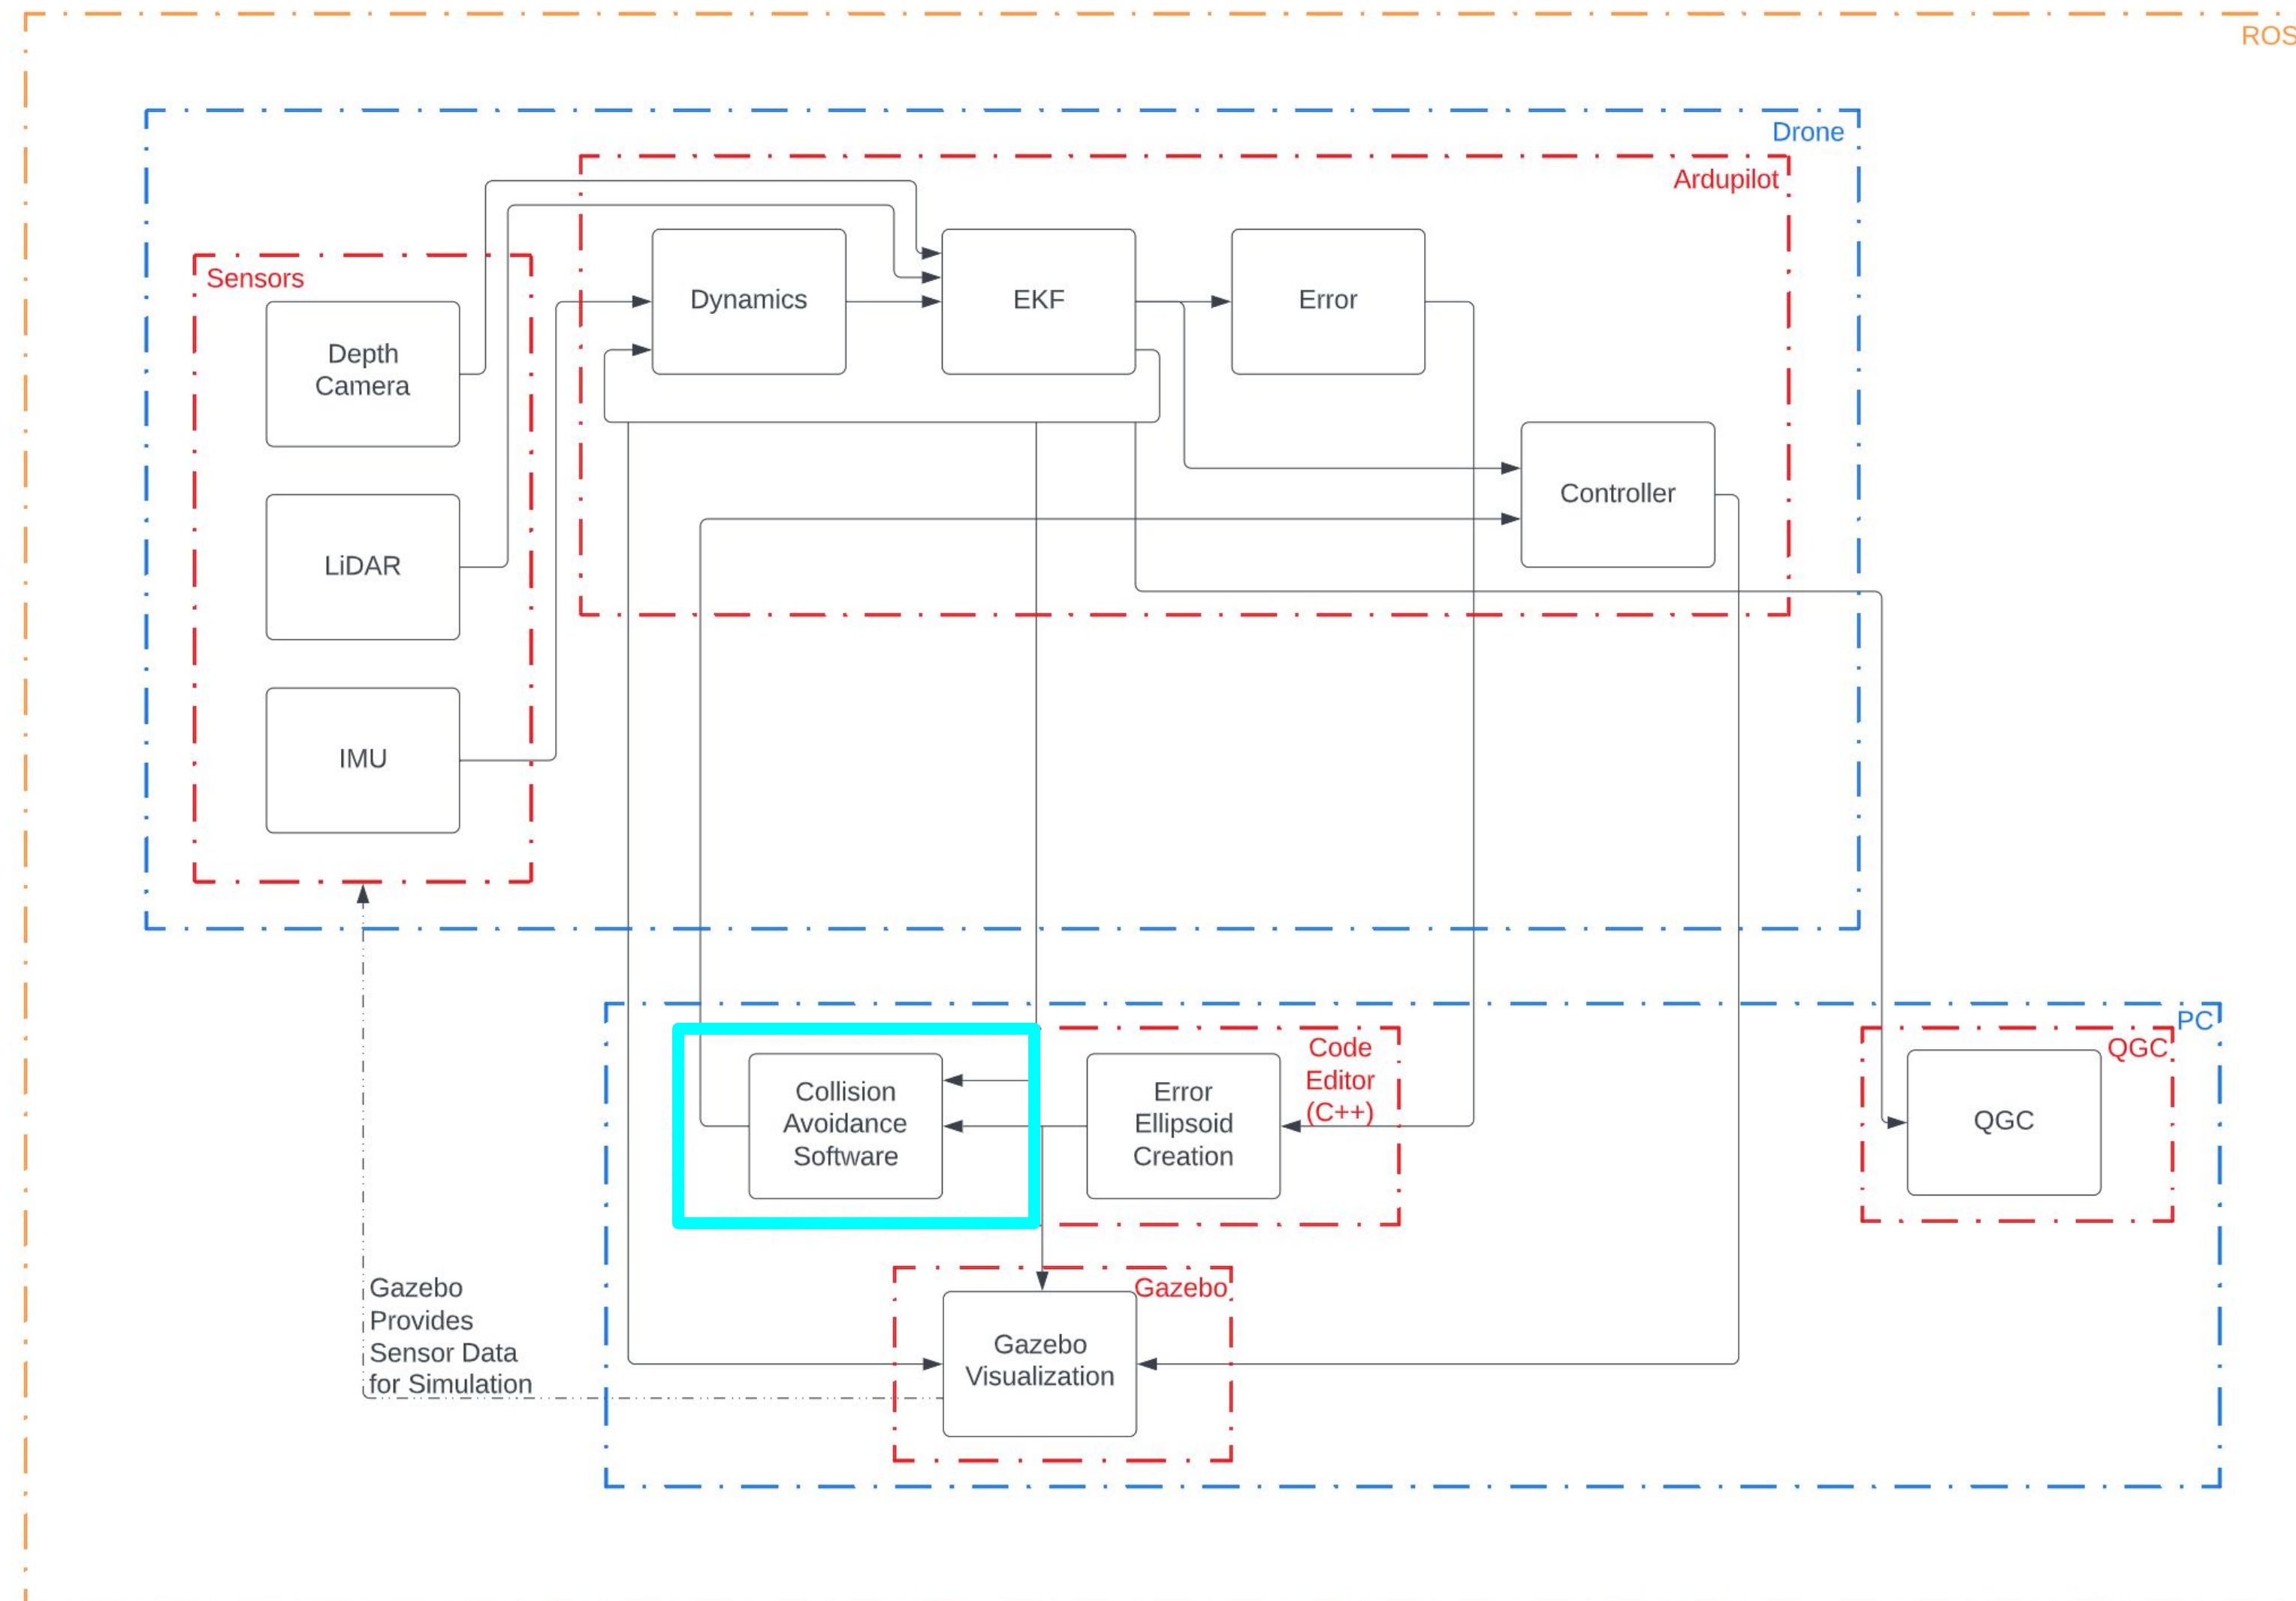 ROS
Drone
Ardupilot
Sensors
Dynamics
EKF
Error
Depth
Camera
Controller
LiDAR
IMU
PC
Code
Editor
(C++)
QGC
Collision
Avoidance
Software
Error
Ellipsoid
Creation
QGC
Gazebo
Gazebo
Provides
Sensor Data
for Simulation
Gazebo
Visualization